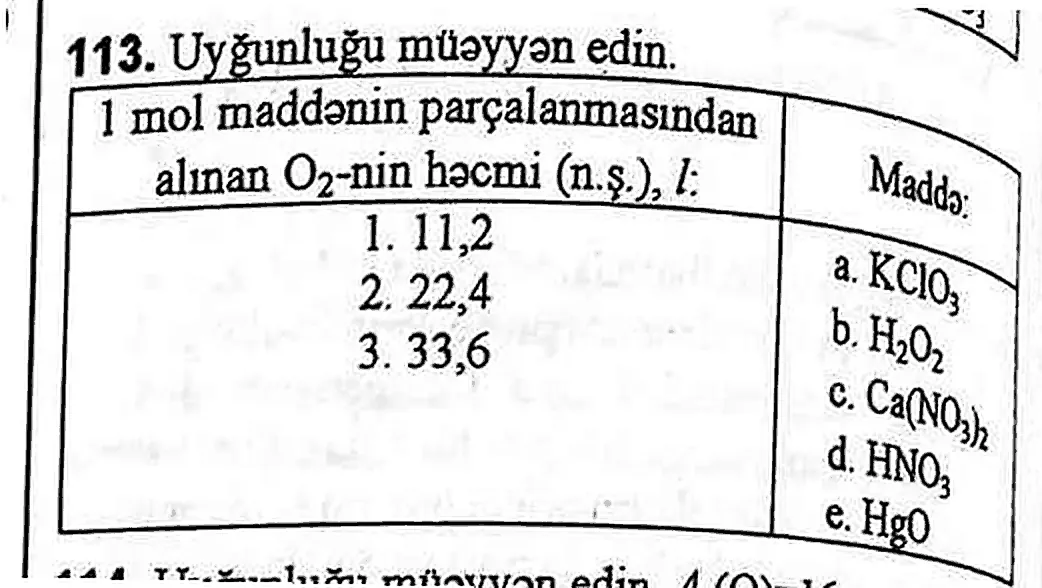 113. Uyğunluğu müəyyən edin.
1 mol maddənin parçalanmasından
alınan O₂-nin həcmi (n.ş.), l:
Maddə:
1. 11,2
2. 22,4
3. 33,6
a. KClO₃
b. H₂O₂
c. Ca(NO₃)₂
d. HNO₃
e. HgO